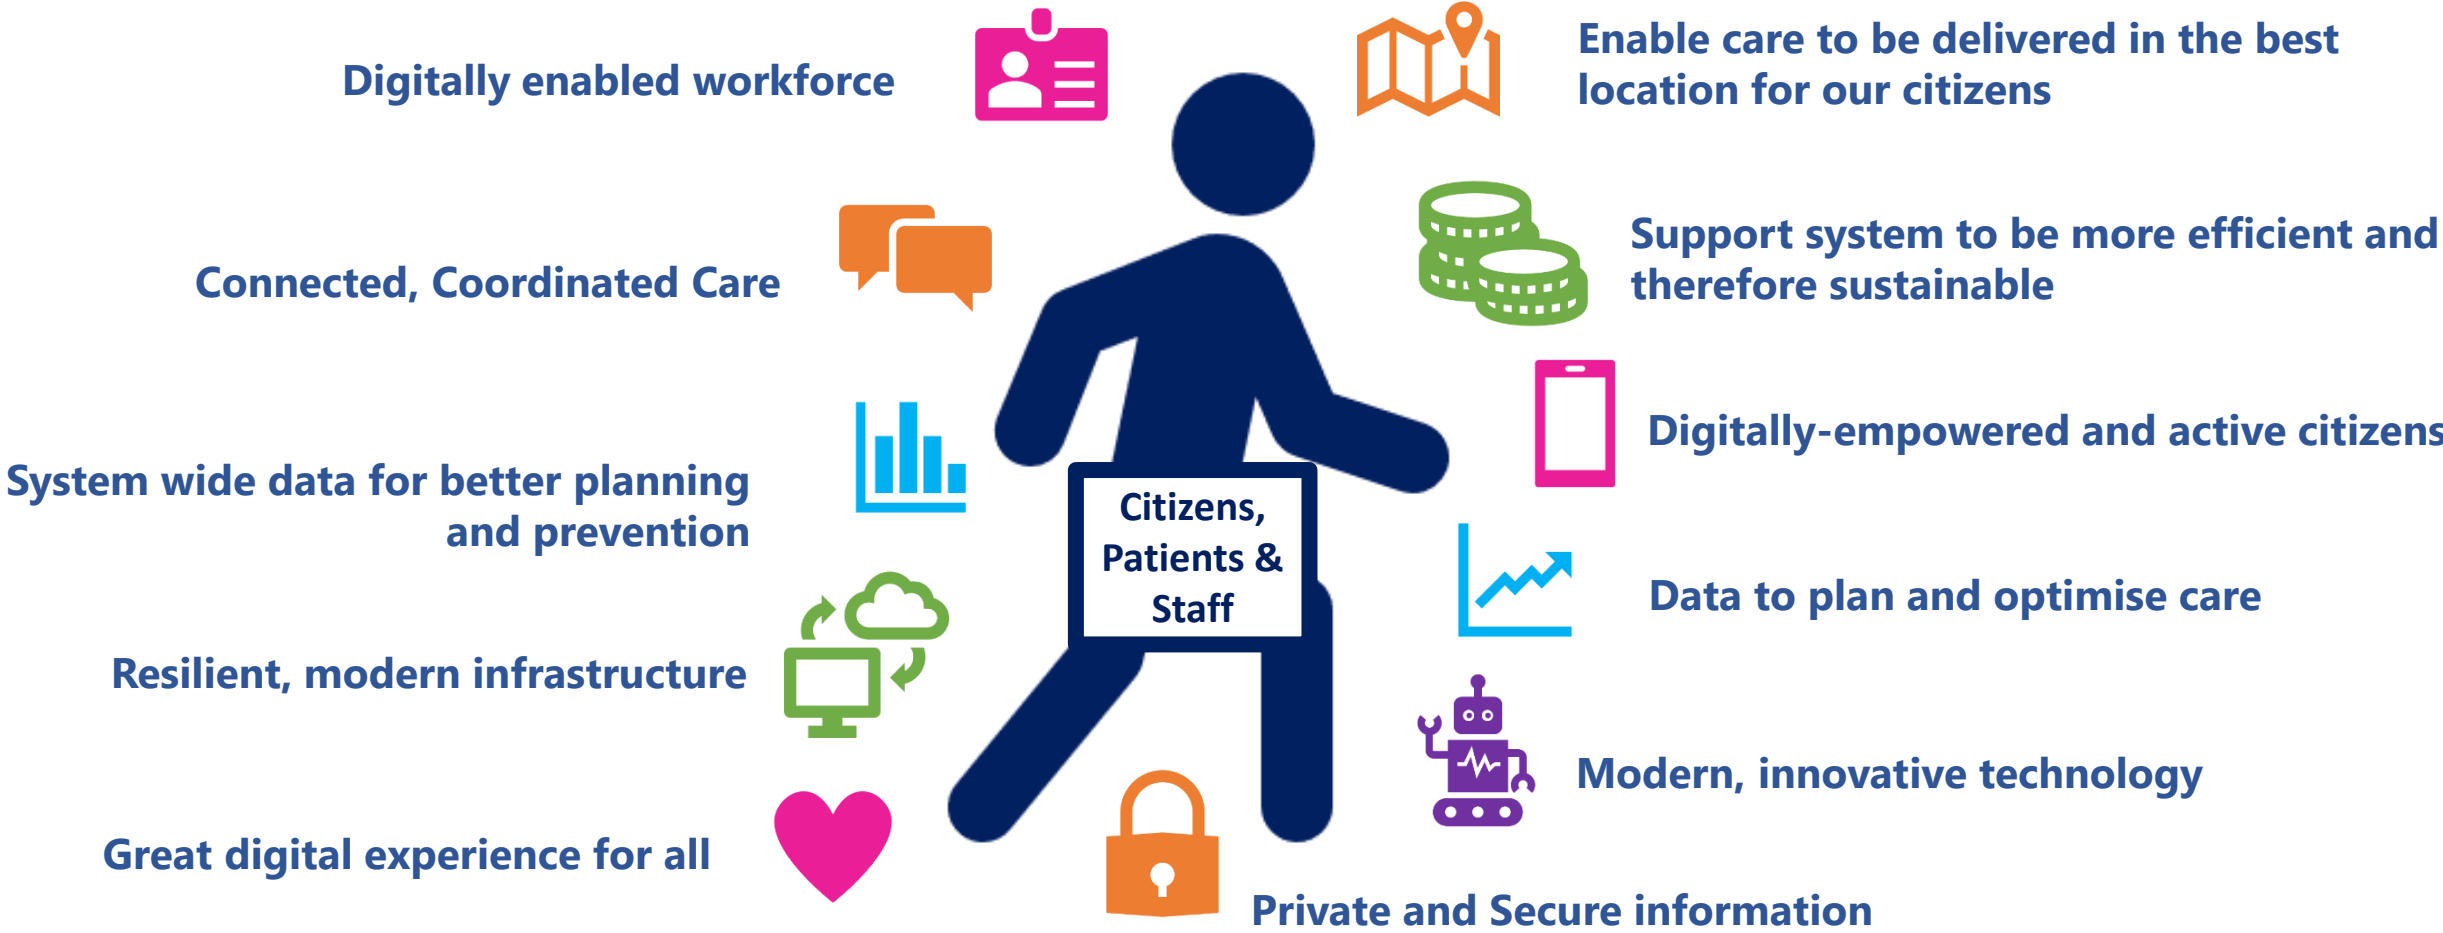 Digitally enabled workforce
Enable care to be delivered in the best
location for our citizens
Connected, Coordinated Care
Support system to be more efficient and
therefore sustainable
Digitally-empowered and active citizens
System wide data for better planning
and prevention
Citizens,
Patients &
Staff
Data to plan and optimise care
Resilient, modern infrastructure
Modern, innovative technology
Great digital experience for all
Private and Secure information